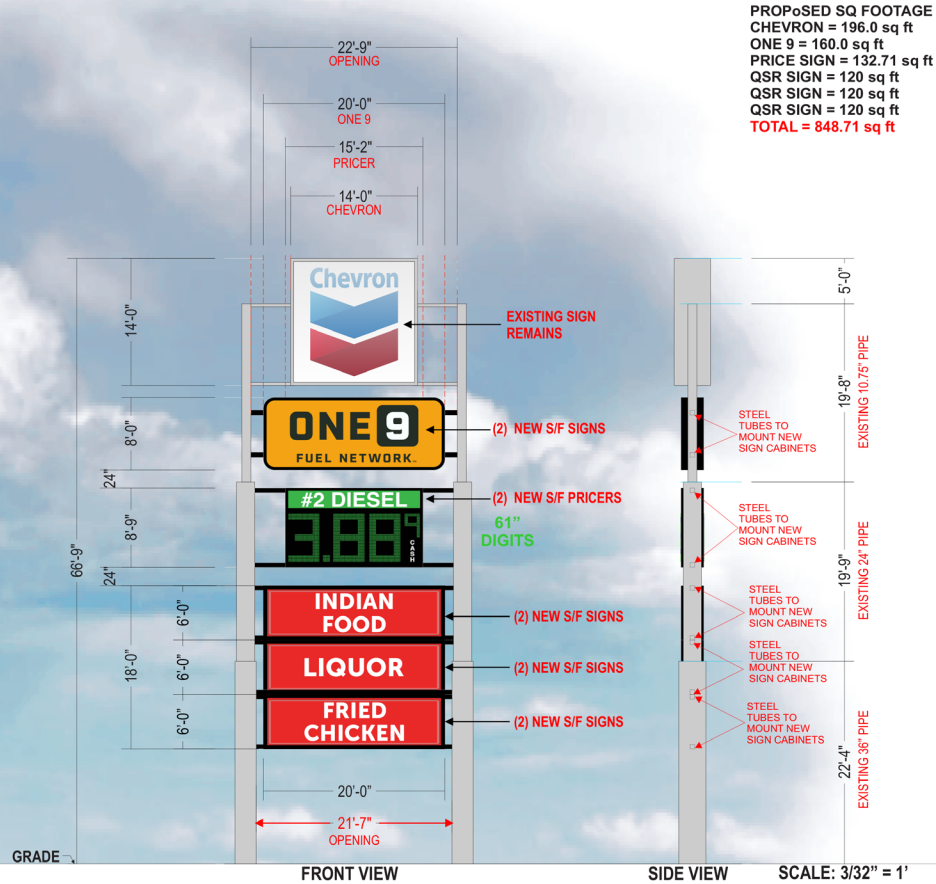 PROPoSED SQ FOOTAGE
CHEVRON = 196.0 sq ft
ONE 9 = 160.0 sq ft
PRICE SIGN = 132.71 sq ft
QSR SIGN = 120 sq ft
QSR SIGN = 120 sq ft
QSR SIGN = 120 sq ft
TOTAL = 848.71 sq ft
22'-9"
OPENING
20'-0"
ONE 9
15'-2"
PRICER
14'-0"
CHEVRON
Chevron
EXISTING SIGN
REMAINS
14'-0"
ONE 9
FUEL NETWORK™
(2) NEW S/F SIGNS
8'-0"
24"
#2 DIESEL
3.88 9
CASH
(2) NEW S/F PRICERS
61”
DIGITS
8'-9"
66'-9"
24"
INDIAN
FOOD
(2) NEW S/F SIGNS
6'-0"
LIQUOR
(2) NEW S/F SIGNS
6'-0"
18'-0"
FRIED
CHICKEN
(2) NEW S/F SIGNS
6'-0"
20'-0"
21'-7"
OPENING
GRADE
FRONT VIEW
5'-0"
19'-8"
EXISTING 10.75" PIPE
STEEL
TUBES TO
MOUNT NEW
SIGN CABINETS
STEEL
TUBES TO
MOUNT NEW
SIGN CABINETS
19'-9"
EXISTING 24" PIPE
STEEL
TUBES TO
MOUNT NEW
SIGN CABINETS
STEEL
TUBES TO
MOUNT NEW
SIGN CABINETS
STEEL
TUBES TO
MOUNT NEW
SIGN CABINETS
22'-4"
EXISTING 36" PIPE
SIDE VIEW
SCALE: 3/32” = 1'